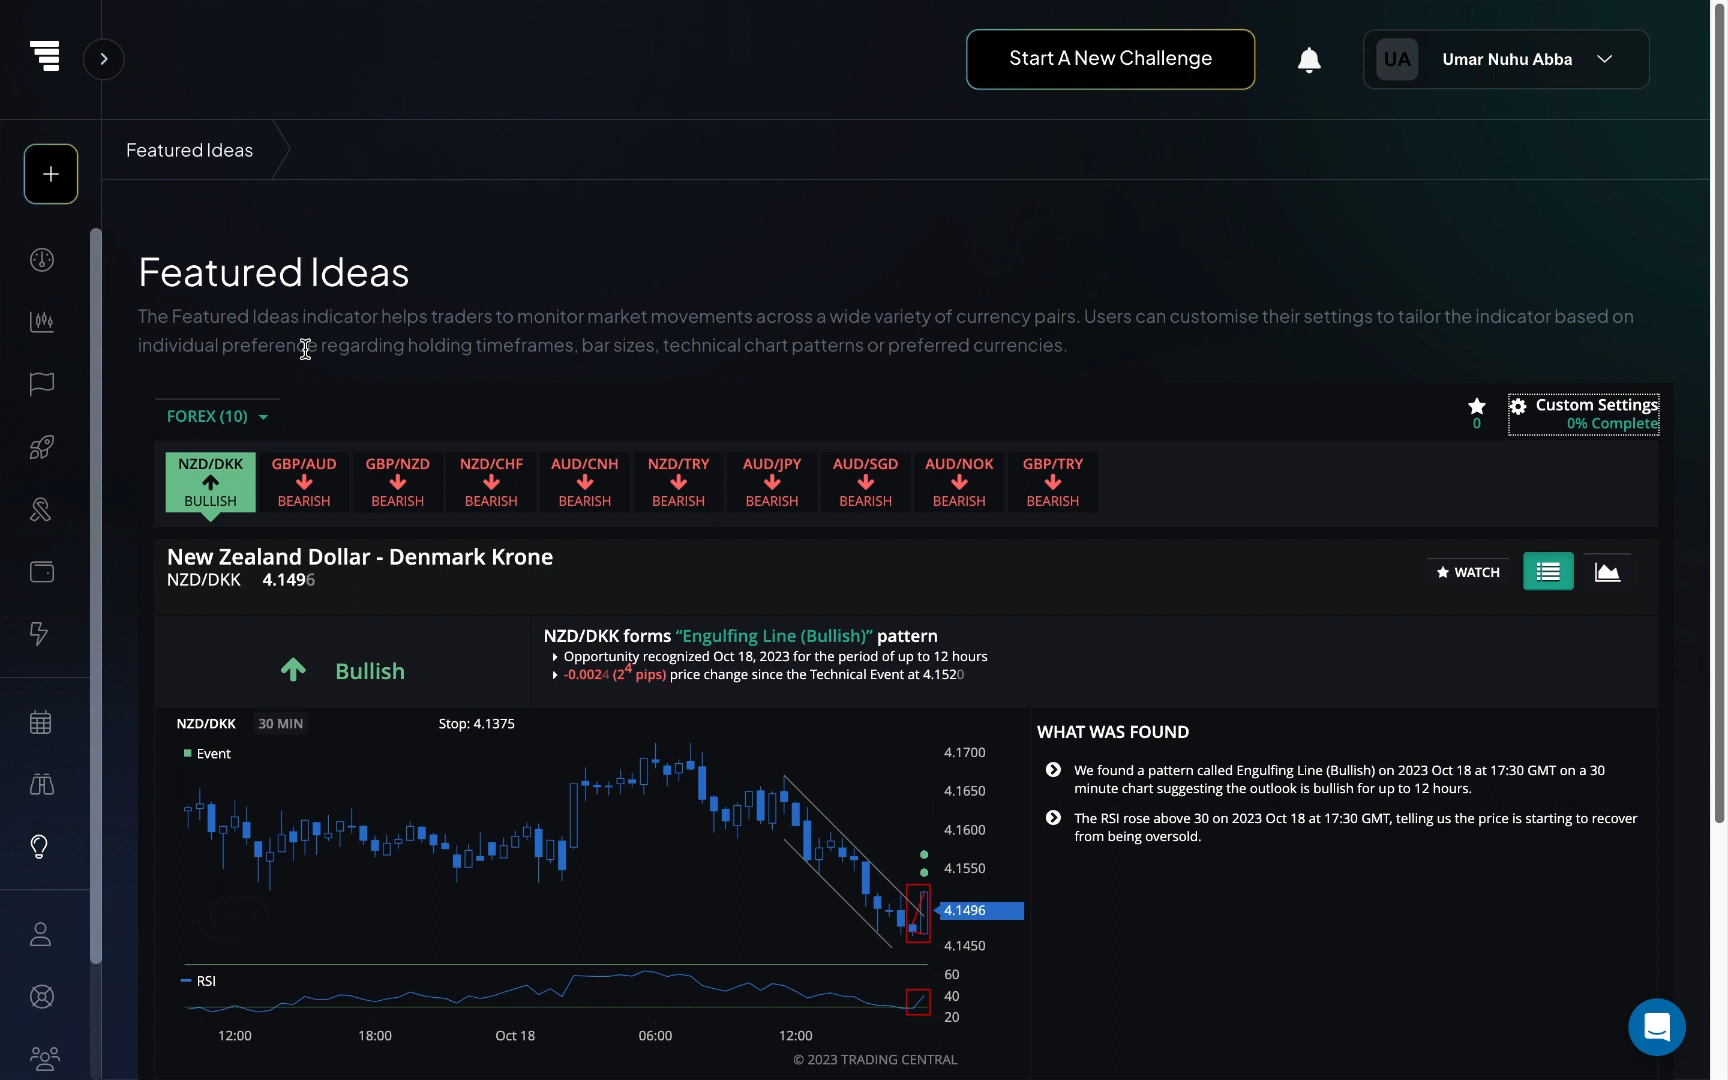 Start A New Challenge
UA
Umar Nuhu Abba
Featured Ideas
Featured Ideas
The Featured Ideas indicator helps traders to monitor market movements across a wide variety of currency pairs. Users can customise their settings to tailor the indicator based on
individual preference regarding holding timeframes, bar sizes, technical chart patterns or preferred currencies.
FOREX (10)
0
Custom Settings
0% Complete
NZD/DKK GBP/AUD GBP/NZD NZD/CHF AUD/CNH NZD/TRY AUD/JPY AUD/SGD AUD/NOK GBP/TRY
BULLISH BEARISH BEARISH BEARISH BEARISH BEARISH BEARISH BEARISH BEARISH BEARISH
New Zealand Dollar - Denmark Krone
NZD/DKK 4.1496
WATCH
Bullish
NZD/DKK forms “Engulfing Line (Bullish)” pattern
Opportunity recognized Oct 18, 2023 for the period of up to 12 hours
-0.0024 (2⁴ pips) price change since the Technical Event at 4.1520
NZD/DKK 30 MIN Stop: 4.1375
Event
4.1700
4.1650
4.1600
4.1550
4.1496
4.1450
RSI
60
40
20
12:00 18:00 Oct 18 06:00 12:00
© 2023 TRADING CENTRAL
WHAT WAS FOUND
We found a pattern called Engulfing Line (Bullish) on 2023 Oct 18 at 17:30 GMT on a 30
minute chart suggesting the outlook is bullish for up to 12 hours.
The RSI rose above 30 on 2023 Oct 18 at 17:30 GMT, telling us the price is starting to recover
from being oversold.